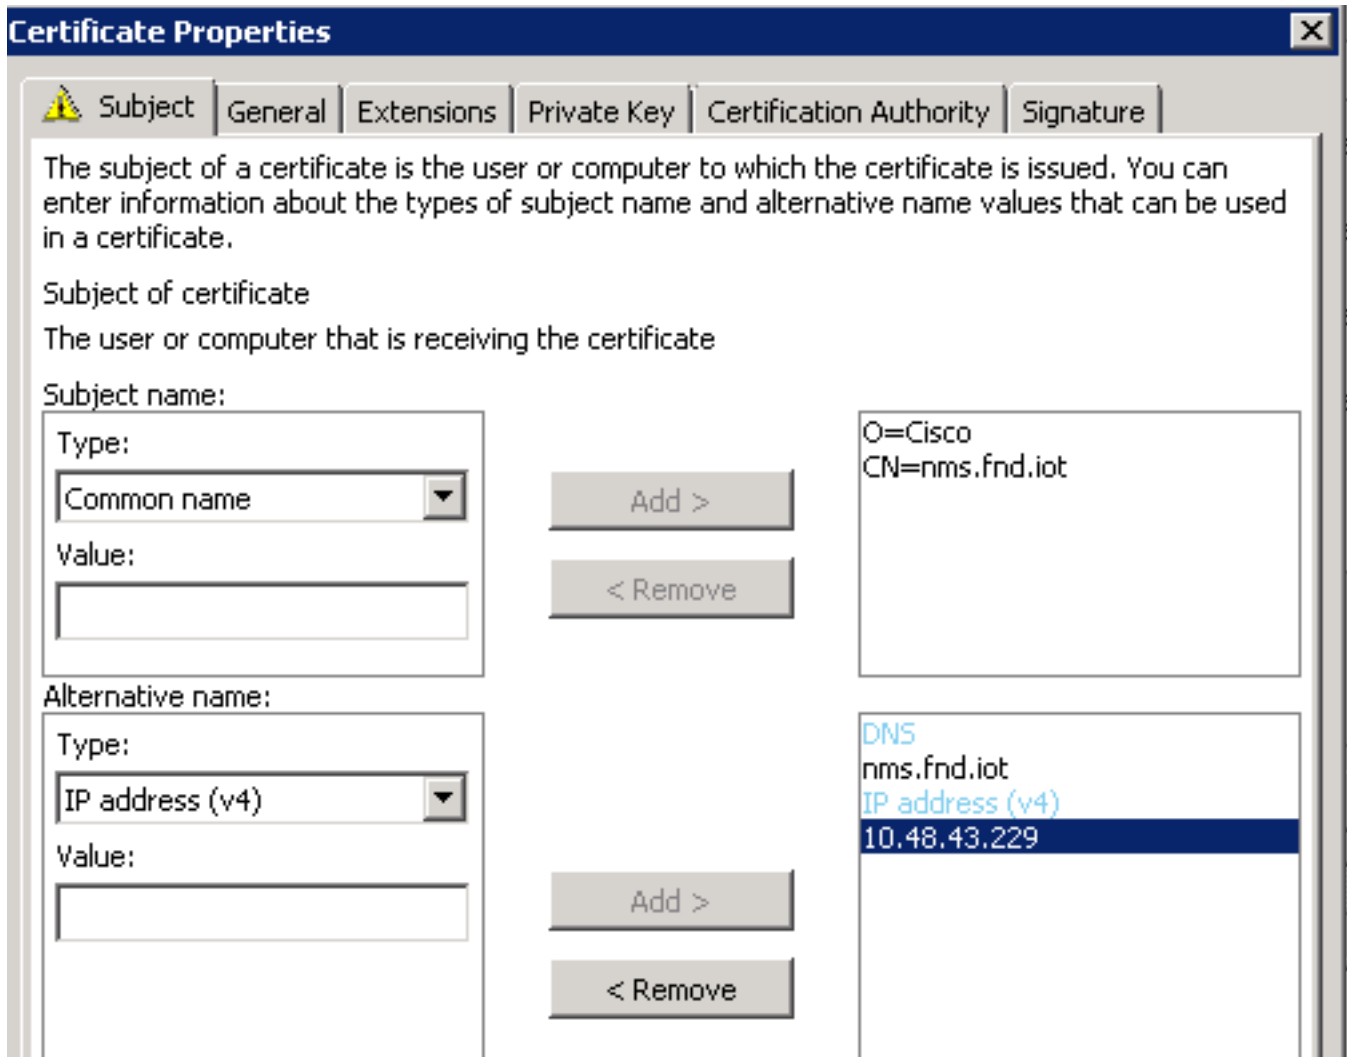 Certificate Properties
Subject
General
Extensions
Private Key
Certification Authority
Signature
The subject of a certificate is the user or computer to which the certificate is issued. You can
enter information about the types of subject name and alternative name values that can be used
in a certificate.
Subject of certificate
The user or computer that is receiving the certificate
Subject name:
Type:
Common name
Value:
Add >
< Remove
O=Cisco
CN=nms.fnd.iot
Alternative name:
Type:
IP address (v4)
Value:
Add >
< Remove
DNS
nms.fnd.iot
IP address (v4)
10.48.43.229